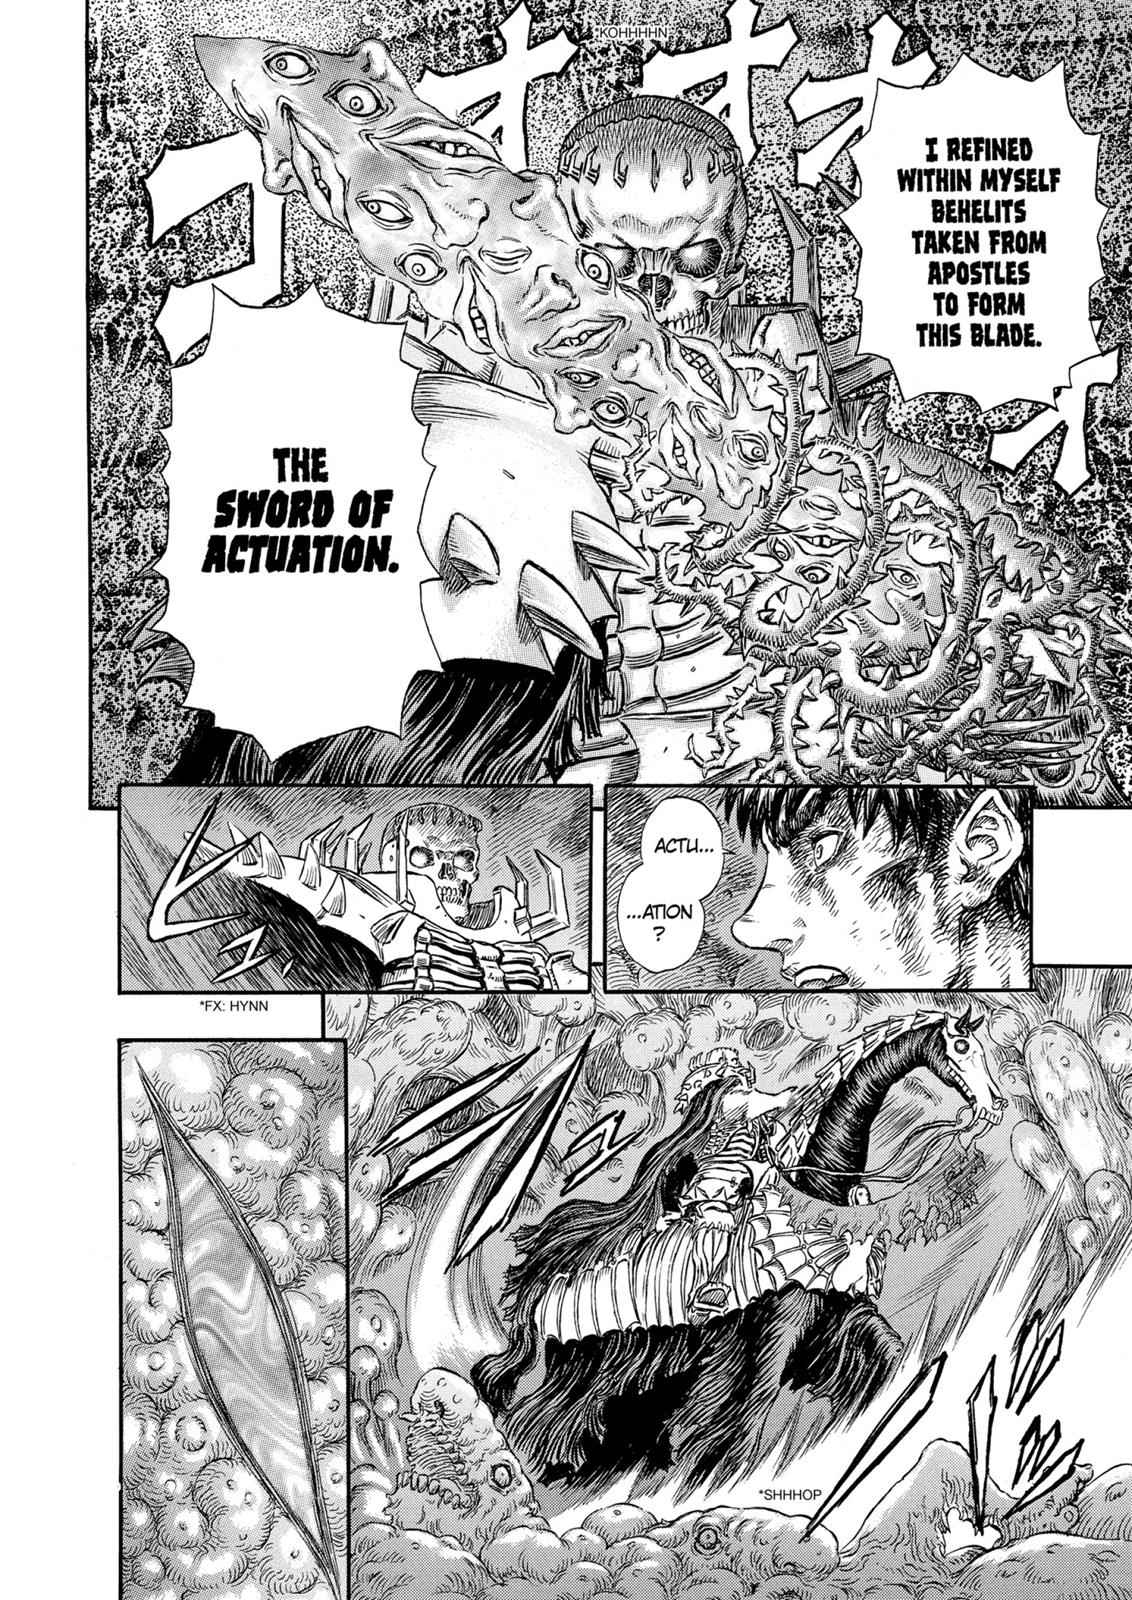 *KOHHHHN
I REFINED
WITHIN MYSELF
BEHELITS
TAKEN FROM
APOSTLES
TO FORM
THIS BLADE.
THE
SWORD OF
ACTUATION.
ACTU...
...ATION
?
*FX: HYNN
*SHHHOP